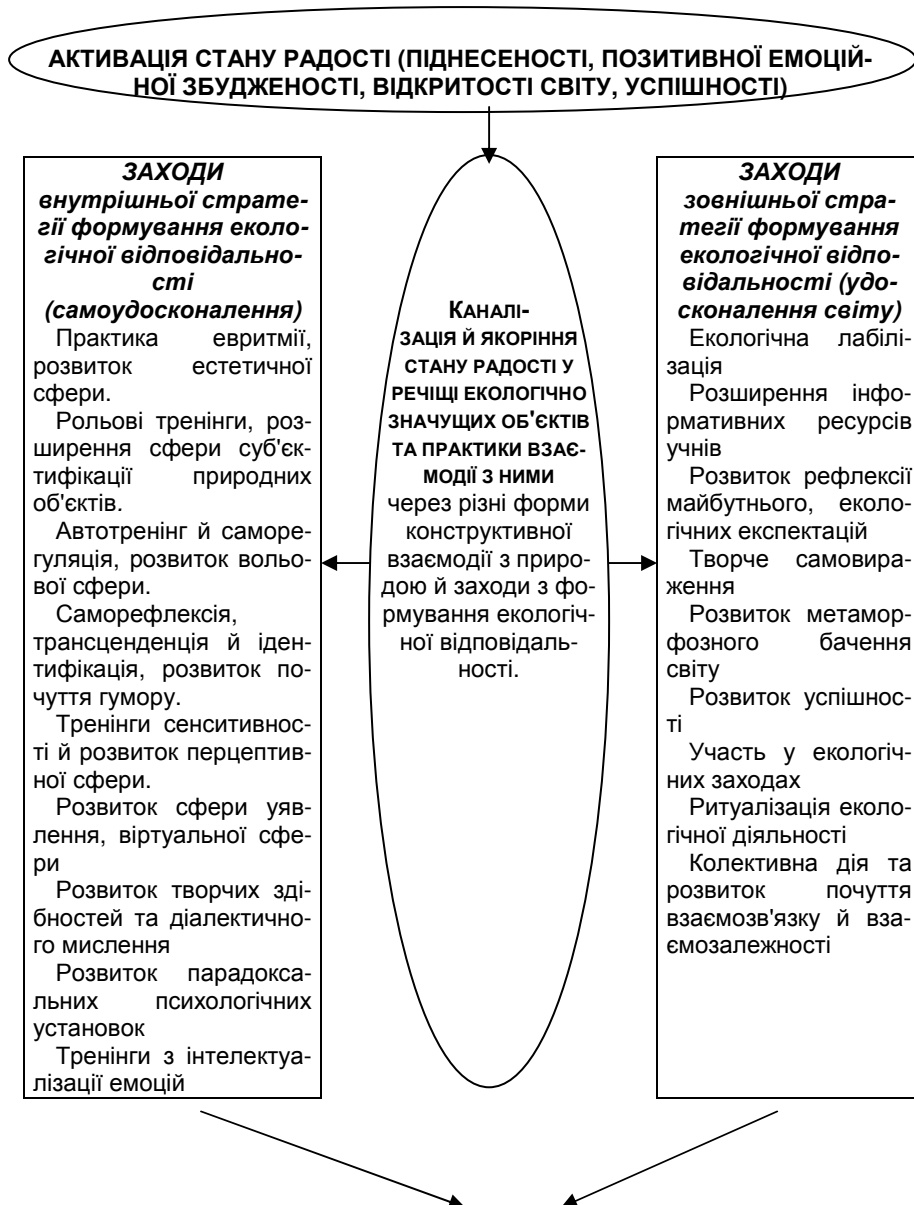 АКТИВАЦІЯ СТАНУ РАДОСТІ (ПІДНЕСЕНОСТІ, ПОЗИТИВНОЇ ЕМОЦІЙ-
НОЇ ЗБУДЖЕНОСТІ, ВІДКРИТОСТІ СВІТУ, УСПІШНОСТІ)
ЗАХОДИ
внутрішньої страте-
гії формування еколо-
гічної відповідально-
сті
(самоудосконалення)
Практика евритмії,
розвиток естетичної
сфери.
Рольові тренінги, роз-
ширення сфери суб'єк-
тифікації природних
об'єктів.
Автотренінг й саморе-
гуляція, розвиток вольо-
вої сфери.
Саморефлексія,
трансценденція й іден-
тифікація, розвиток по-
чуття гумору.
Тренінги сенситивнос-
ті й розвиток перцептив-
ної сфери.
Розвиток сфери уяв-
лення, віртуальної сфе-
ри
Розвиток творчих зді-
бностей та діалектично-
го мислення
Розвиток парадокса-
льних психологічних
установок
Тренінги з інтелектуа-
лізації емоцій
КАНАЛІ-
ЗАЦІЯ Й ЯКОРІННЯ
СТАНУ РАДОСТІ У
РЕЧІЩІ ЕКОЛОГІЧНО
ЗНАЧУЩИХ ОБ'ЄКТІВ
ТА ПРАКТИКИ ВЗАЄ-
МОДІЇ З НИМИ
через різні форми
конструктивної
взаємодії з приро-
дою й заходи з фо-
рмування екологіч-
ної відповідаль-
ності.
ЗАХОДИ
зовнішньої стра-
тегії формування
екологічної відпо-
відальності (удо-
сконалення світу)
Екологічна лабілі-
зація
Розширення інфо-
рмативних ресурсів
учнів
Розвиток рефлексії
майбутнього, еколо-
гічних експектацій
Творче самовира-
ження
Розвиток метамор-
фозного бачення
світу
Розвиток успішнос-
ті
Участь у екологіч-
них заходах
Ритуалізація еколо-
гічної діяльності
Колективна дія та
розвиток почуття
взаємозв'язку й вза-
ємозалежності